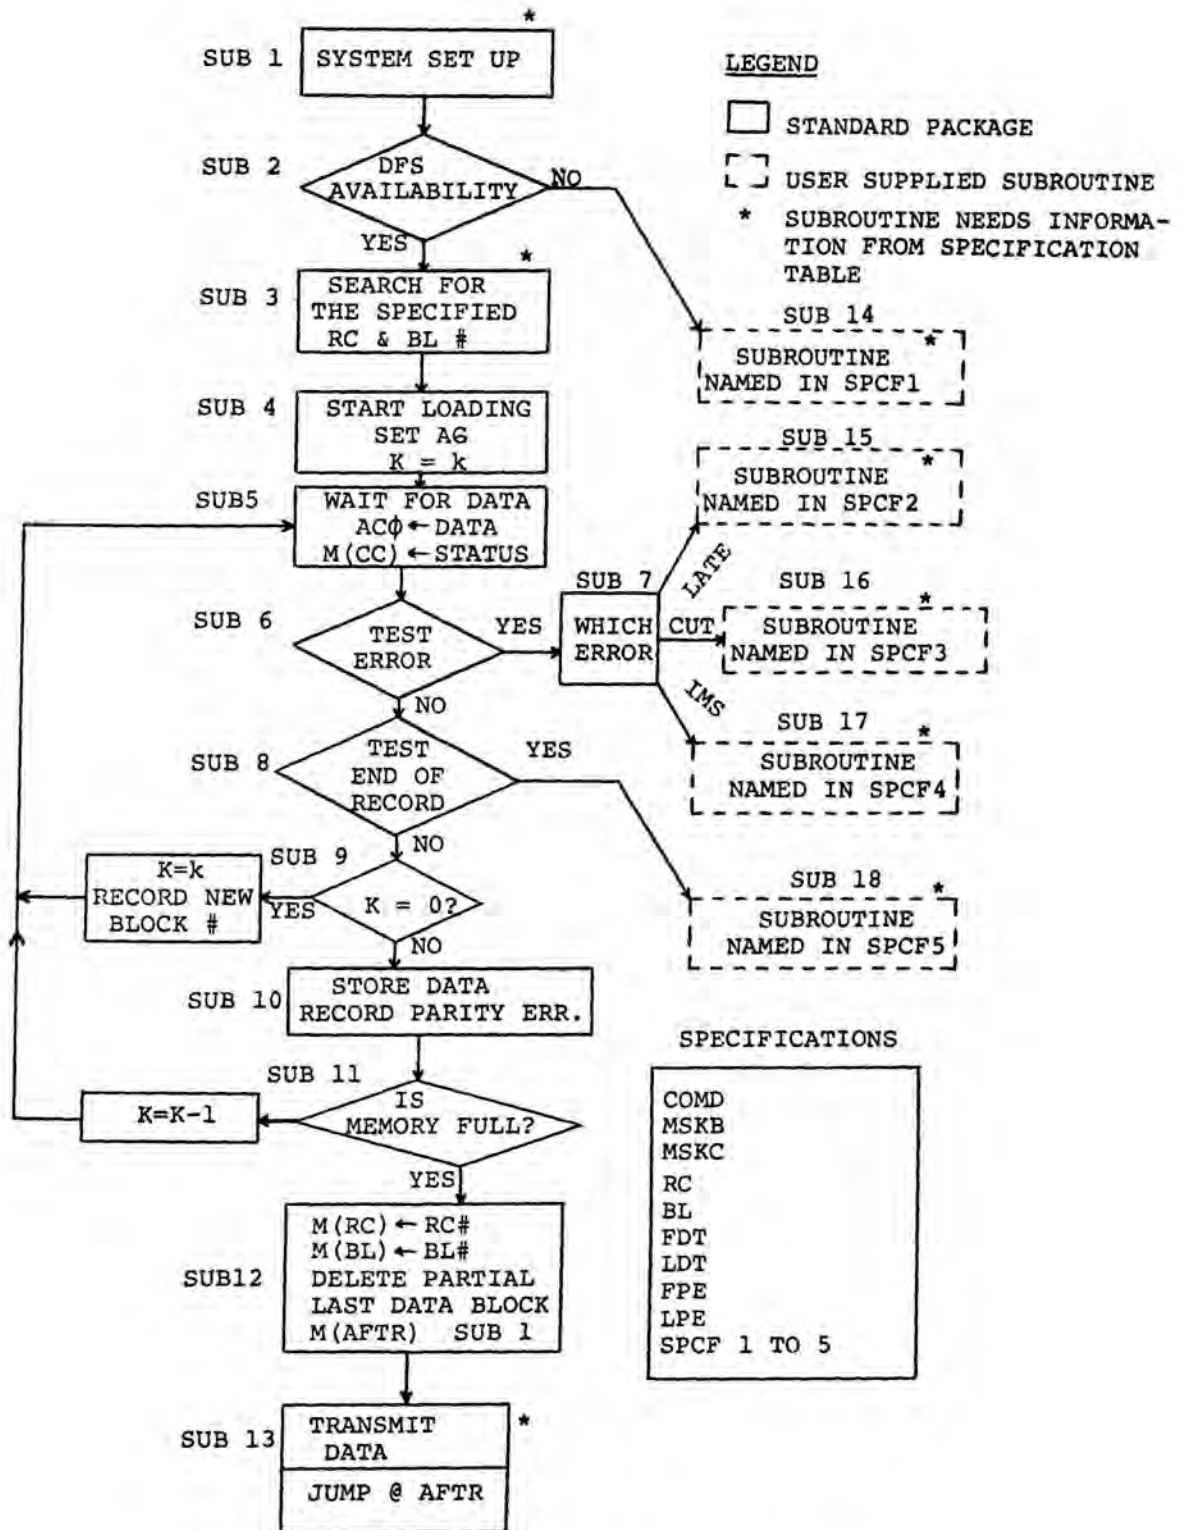 *
SUB 1
SYSTEM SET UP
SUB 2
DFS
AVAILABILITY
NO
YES
*
SUB 3
SEARCH FOR
THE SPECIFIED
RC & BL #
SUB 4
START LOADING
SET AG
K = k
SUB5
WAIT FOR DATA
ACϕ ← DATA
M(CC) ← STATUS
SUB 6
TEST
ERROR
YES
NO
SUB 7
WHICH
ERROR
LATE
CUT
IMS
SUB 8
TEST
END OF
RECORD
YES
NO
SUB 9
K = 0?
YES
NO
K=k
RECORD NEW
BLOCK #
SUB 10
STORE DATA
RECORD PARITY ERR.
SUB 11
IS
MEMORY FULL?
K=K-1
YES
SUB12
M(RC) ← RC#
M(BL) ← BL#
DELETE PARTIAL
LAST DATA BLOCK
M(AFTR) SUB 1
SUB 13
TRANSMIT
DATA
*
JUMP @ AFTR
LEGEND
STANDARD PACKAGE
USER SUPPLIED SUBROUTINE
* SUBROUTINE NEEDS INFORMA-
TION FROM SPECIFICATION
TABLE
SUB 14
*
SUBROUTINE
NAMED IN SPCF1
SUB 15
*
SUBROUTINE
NAMED IN SPCF2
SUB 16
*
SUBROUTINE
NAMED IN SPCF3
SUB 17
*
SUBROUTINE
NAMED IN SPCF4
SUB 18
*
SUBROUTINE
NAMED IN SPCF5
SPECIFICATIONS
COMD
MSKB
MSKC
RC
BL
FDT
LDT
FPE
LPE
SPCF 1 TO 5